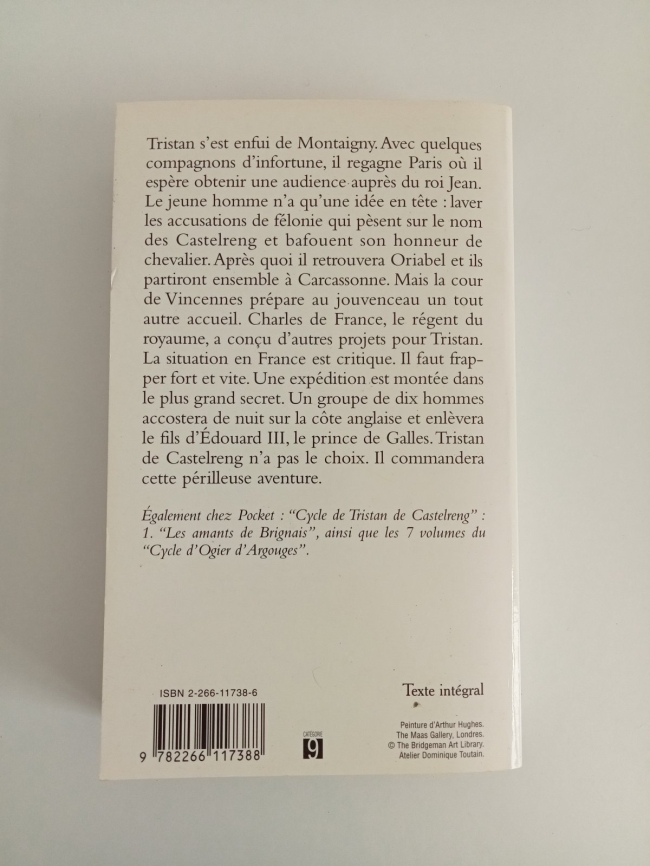 Tristan s'est enfui de Montaigny. Avec quelques
compagnons d'infortune, il regagne Paris où il
espère obtenir une audience auprès du roi Jean.
Le jeune homme n'a qu'une idée en tête : laver
les accusations de félonie qui pèsent sur le nom
des Castelreng et bafouent son honneur de
chevalier. Après quoi il retrouvera Oriabel et ils
partiront ensemble à Carcassonne. Mais la cour
de Vincennes prépare au jouvenceau un tout
autre accueil. Charles de France, le régent du
royaume, a conçu d'autres projets pour Tristan.
La situation en France est critique. Il faut frap-
per fort et vite. Une expédition est montée dans
le plus grand secret. Un groupe de dix hommes
accostera de nuit sur la côte anglaise et enlèvera
le fils d'Édouard III, le prince de Galles. Tristan
de Castelreng n'a pas le choix. Il commandera
cette périlleuse aventure.
Également chez Pocket : "Cycle de Tristan de Castelreng" :
1. "Les amants de Brignais", ainsi que les 7 volumes du
"Cycle d'Ogier d'Argouges".
ISBN 2-266-11738-6
9 782266 117388
CATÉGORIE
9
Texte intégral
Peinture d'Arthur Hughes.
The Maas Gallery, Londres.
© The Bridgeman Art Library.
Atelier Dominique Toutain.